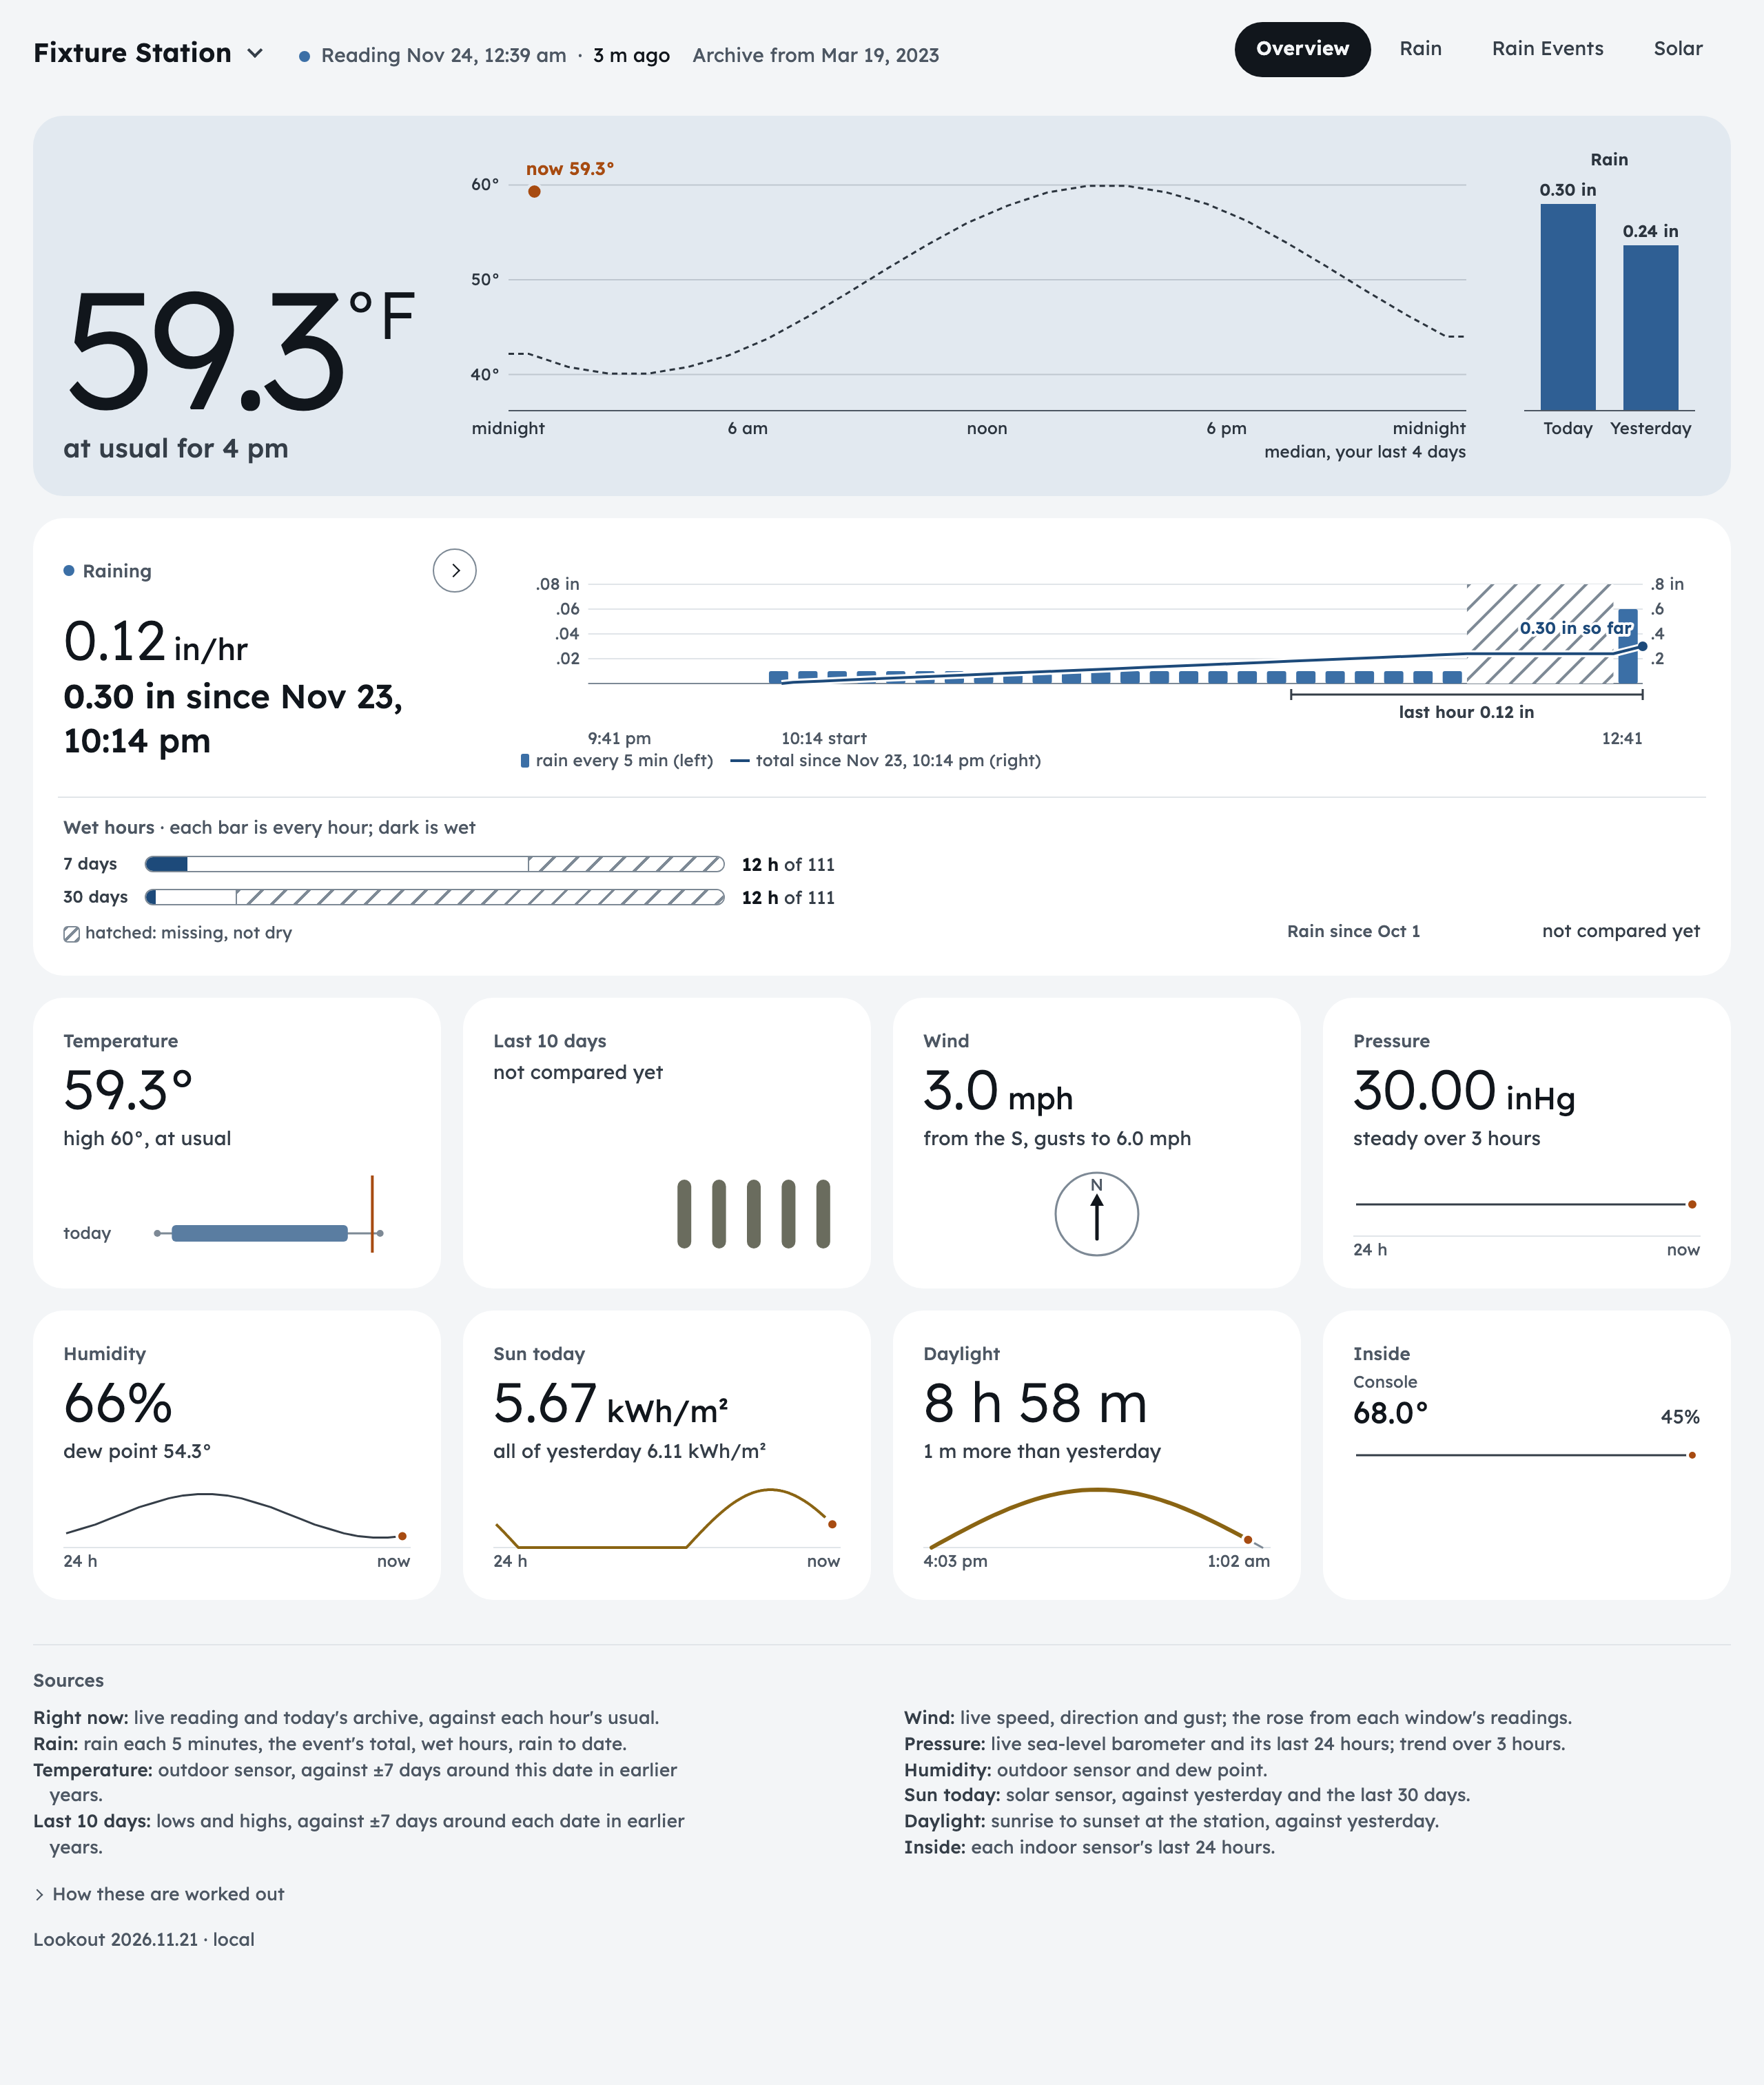 Fixture Station
Reading Nov 24, 12:39 am · 3 m ago
Archive from Mar 19, 2023
Overview
Rain
Rain Events
Solar
59.3°F
at usual for 4 pm
now 59.3°
60°
50°
40°
midnight
6 am
noon
6 pm
midnight
median, your last 4 days
Rain
0.30 in
0.24 in
Today
Yesterday
Raining
0.12 in/hr
0.30 in since Nov 23,
10:14 pm
.08 in
.06
.04
.02
.8 in
.6
.4
.2
0.30 in so far
last hour 0.12 in
9:41 pm
10:14 start
12:41
rain every 5 min (left)
total since Nov 23, 10:14 pm (right)
Wet hours · each bar is every hour; dark is wet
7 days
12 h of 111
30 days
12 h of 111
hatched: missing, not dry
Rain since Oct 1
not compared yet
Temperature
59.3°
high 60°, at usual
today
Last 10 days
not compared yet
Wind
3.0 mph
from the S, gusts to 6.0 mph
N
Pressure
30.00 inHg
steady over 3 hours
24 h
now
Humidity
66%
dew point 54.3°
24 h
now
Sun today
5.67 kWh/m²
all of yesterday 6.11 kWh/m²
24 h
now
Daylight
8 h 58 m
1 m more than yesterday
4:03 pm
1:02 am
Inside
Console
68.0°
45%
Sources
Right now: live reading and today's archive, against each hour's usual.
Rain: rain each 5 minutes, the event's total, wet hours, rain to date.
Temperature: outdoor sensor, against ±7 days around this date in earlier
years.
Last 10 days: lows and highs, against ±7 days around each date in earlier
years.
Wind: live speed, direction and gust; the rose from each window's readings.
Pressure: live sea-level barometer and its last 24 hours; trend over 3 hours.
Humidity: outdoor sensor and dew point.
Sun today: solar sensor, against yesterday and the last 30 days.
Daylight: sunrise to sunset at the station, against yesterday.
Inside: each indoor sensor's last 24 hours.
How these are worked out
Lookout 2026.11.21 · local